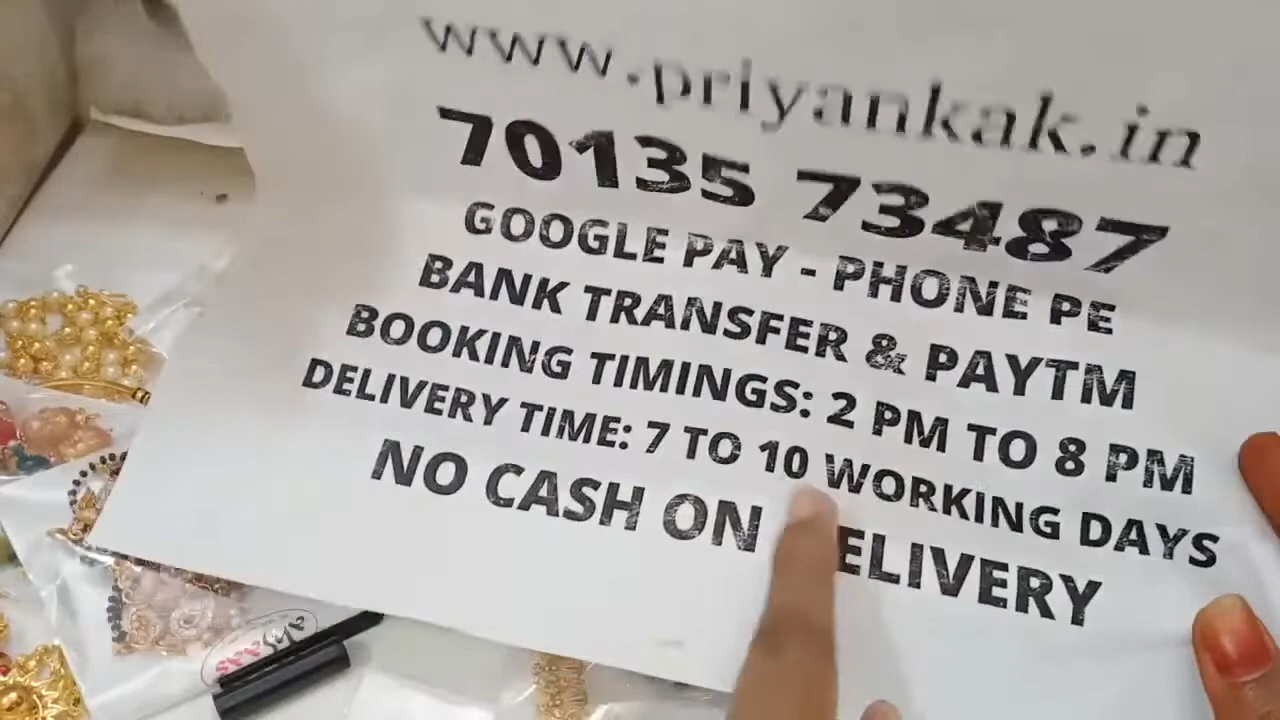 www.priyankak.in
70135 73487
GOOGLE PAY - PHONE PE
BANK TRANSFER & PAYTM
BOOKING TIMINGS: 2 PM TO 8 PM
DELIVERY TIME: 7 TO 10 WORKING DAYS
NO CASH ON ELIVERY